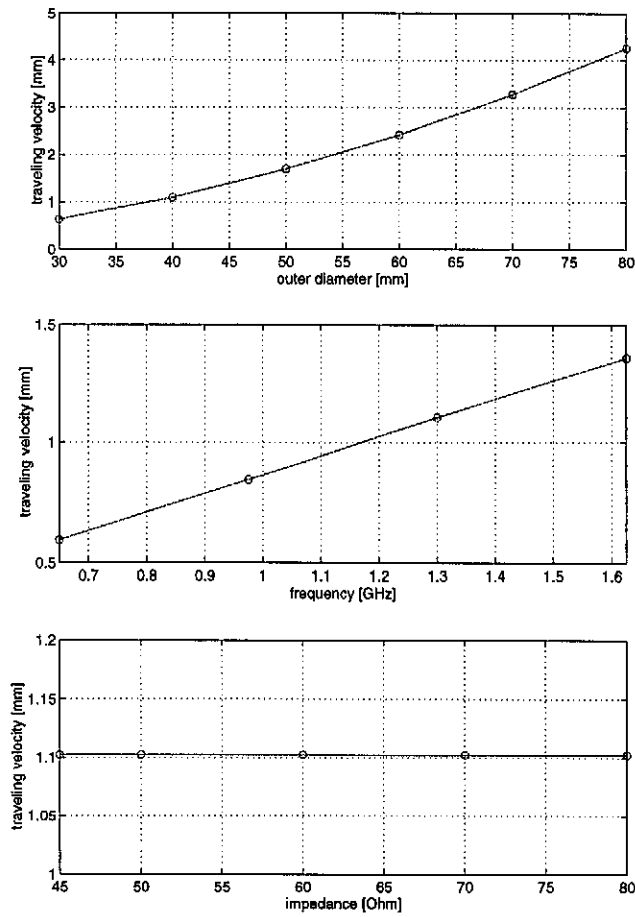 5
4
3
2
1
0
traveling velocity [mm]
30 35 40 45 50 55 60 65 70 75 80
outer diameter [mm]
1.5
1
0.5
traveling velocity [mm]
0.7 0.8 0.9 1 1.1 1.2 1.3 1.4 1.5 1.6
frequency [GHz]
1.2
1.15
1.1
1.05
1
traveling velocity [mm]
45 50 55 60 65 70 75 80
impedance [Ohm]